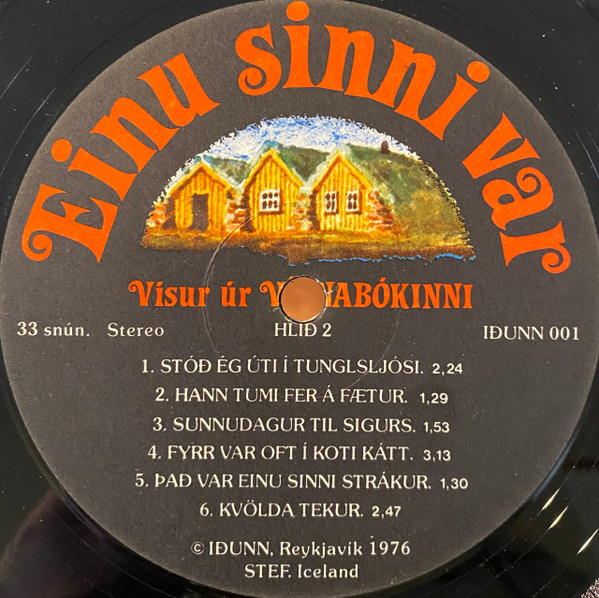 Einu sinni var
Vísur úr V NABÓKINNI
33 snún. Stereo HLIÐ 2 IÐUNN 001
1. STÓÐ ÉG ÚTI Í TUNGLSLJÓSI. 2,24
2. HANN TUMI FER Á FÆTUR. 1,29
3. SUNNUDAGUR TIL SIGURS. 1,53
4. FYRR VAR OFT Í KOTI KÁTT. 3,13
5. ÞAÐ VAR EINU SINNI STRÁKUR. 1,30
6. KVÖLDA TEKUR. 2,47
© IÐUNN, Reykjavík 1976
STEF. Iceland